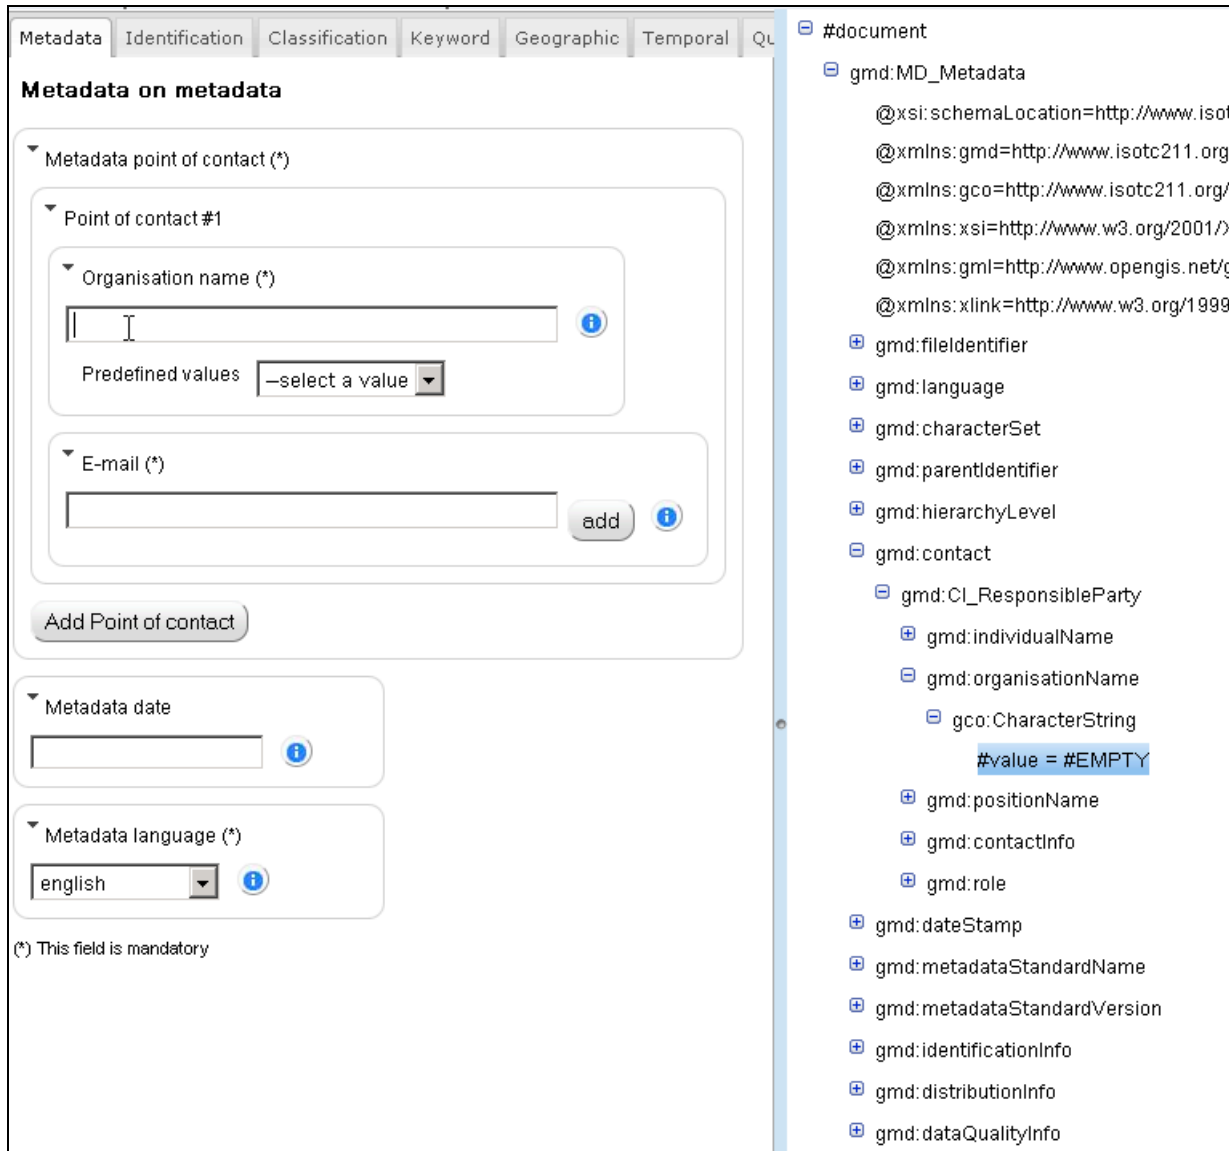 Metadata Identification Classification Keyword Geographic Temporal Qu
Metadata on metadata
Metadata point of contact (*)
Point of contact #1
Organisation name (*)
Predefined values –select a value
E-mail (*)
add
Add Point of contact
Metadata date
Metadata language (*)
english
(*) This field is mandatory
#document
gmd:MD_Metadata
@xsi:schemaLocation=http://www.isot
@xmlns:gmd=http://www.isotc211.org
@xmlns:gco=http://www.isotc211.org/
@xmlns:xsi=http://www.w3.org/2001/X
@xmlns:gml=http://www.opengis.net/g
@xmlns:xlink=http://www.w3.org/1999
gmd:fileIdentifier
gmd:language
gmd:characterSet
gmd:parentIdentifier
gmd:hierarchyLevel
gmd:contact
gmd:CI_ResponsibleParty
gmd:individualName
gmd:organisationName
gco:CharacterString
#value = #EMPTY
gmd:positionName
gmd:contactInfo
gmd:role
gmd:dateStamp
gmd:metadataStandardName
gmd:metadataStandardVersion
gmd:identificationInfo
gmd:distributionInfo
gmd:dataQualityInfo